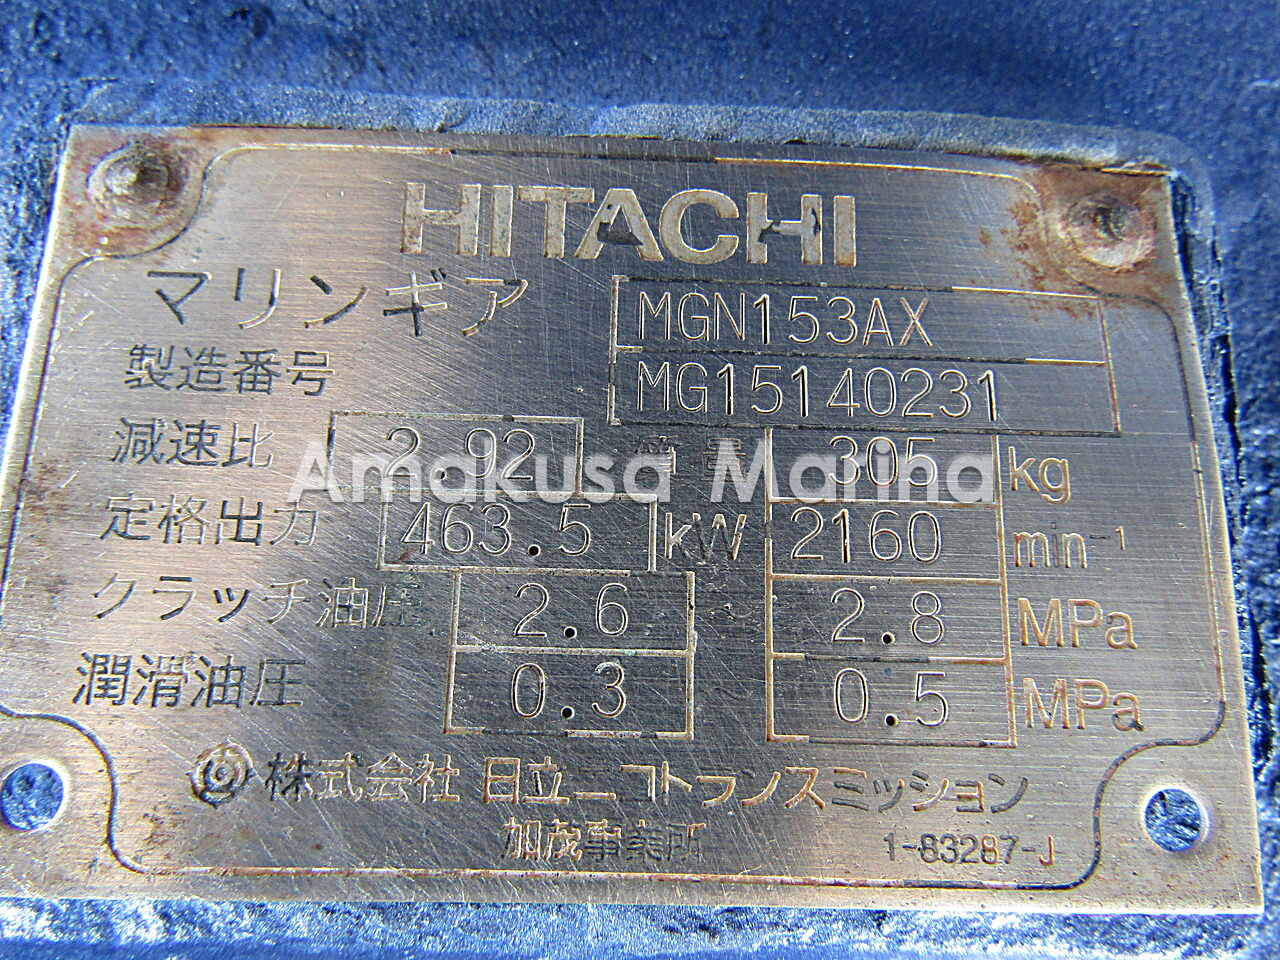 HITACHI
マリンギア MGN153AX
製造番号 MG15140231
減速比 2.92 質量 305 kg
Amakusa Marina
定格出力 463.5 kW 2160 min⁻¹
クラッチ油圧 2.6 ~ 2.8 MPa
潤滑油圧 0.3 0.5 MPa
株式会社 日立ニコトランスミッション
加茂事業所 1-83287-J